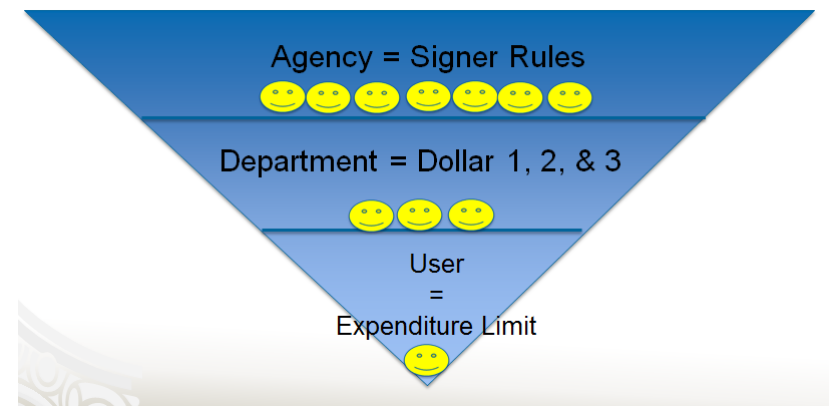 Agency = Signer Rules
Department = Dollar 1, 2, & 3
User
=
Expenditure Limit